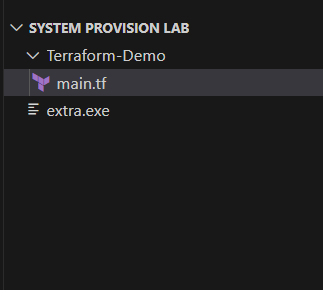 SYSTEM PROVISION LAB
Terraform-Demo
main.tf
extra.exe